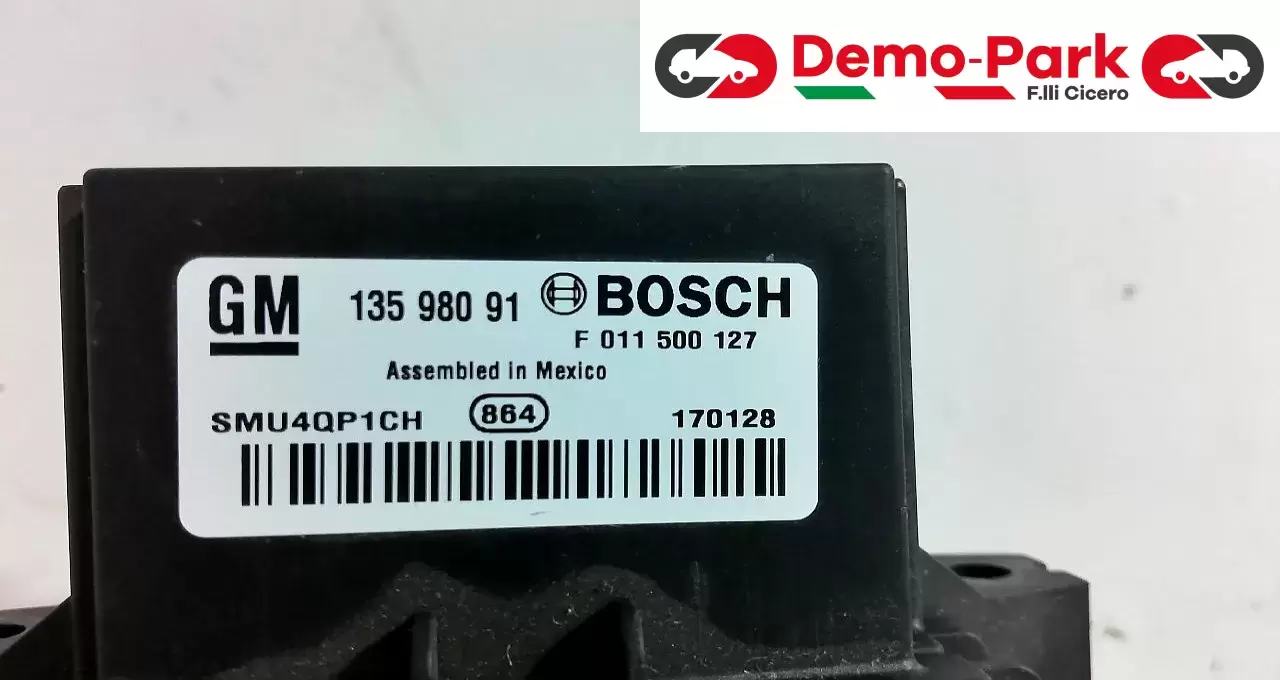 Demo-Park
F.lli Cicero
GM 135 980 91 BOSCH
F 011 500 127
Assembled in Mexico
SMU4QP1CH 864 170128